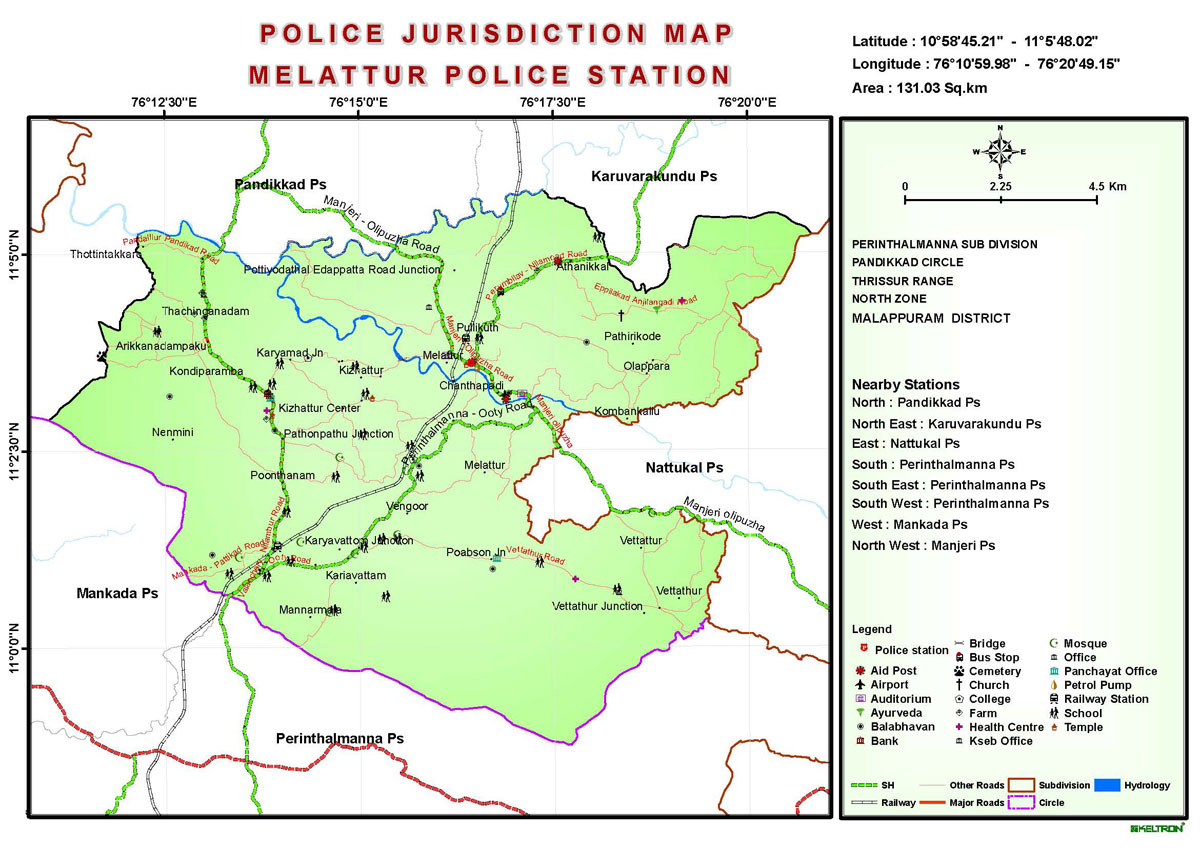 POLICE JURISDICTION MAP
MELATTUR POLICE STATION
Latitude : 10°58'45.21" - 11°5'48.02"
Longitude : 76°10'59.98" - 76°20'49.15"
Area : 131.03 Sq.km
76°12'30"E 76°15'0"E 76°17'30"E 76°20'0"E
N
W E
S
0 2.25 4.5 Km
Pandikkad Ps
Karuvarakundu Ps
Manjeri - Olipuzha Road
11°5'0"N
Pandallur Pandikad Road
Thottintakkara
Pottiyodathal Edappatta Road Junction
Athanikkal
Perumbilav - Nilambur Road
Eppilakad Anjilangadi Road
Thachinganadam
Pullikuth
Manjeri - Olipuzha Road
Pathirikode
Arikkanadampaku
Karyamad Jn
Melattur
Kondiparamba
Kizhattur
Olappara
Chanthapadi
Kizhattur Center
Perinthalmanna - Ooty Road
Manjeri olipuzha
Kombankallu
Nenmini
Pathonpathu Junction
11°2'30"N
Poonthanam
Melattur
Nattukal Ps
Vengoor
Manjeri olipuzha
Nilambur Road
Karyavattom Junction
Vettattur
Mankada - Pattikad Road
Ooty Road
Poabson Jn
Vettathur Road
Kariavattam
Vettathur
Mankada Ps
Mannarmala
Vettathur Junction
11°0'0"N
Perinthalmanna Ps
PERINTHALMANNA SUB DIVISION
PANDIKKAD CIRCLE
THRISSUR RANGE
NORTH ZONE
MALAPPURAM DISTRICT
Nearby Stations
North : Pandikkad Ps
North East : Karuvarakundu Ps
East : Nattukal Ps
South : Perinthalmanna Ps
South East : Perinthalmanna Ps
South West : Perinthalmanna Ps
West : Mankada Ps
North West : Manjeri Ps
Legend
Police station
Aid Post
Airport
Auditorium
Ayurveda
Balabhavan
Bank
Bridge
Bus Stop
Cemetery
Church
College
Farm
Health Centre
Kseb Office
Mosque
Office
Panchayat Office
Petrol Pump
Railway Station
School
Temple
SH Other Roads Subdivision Hydrology
Railway Major Roads Circle
KELTRON